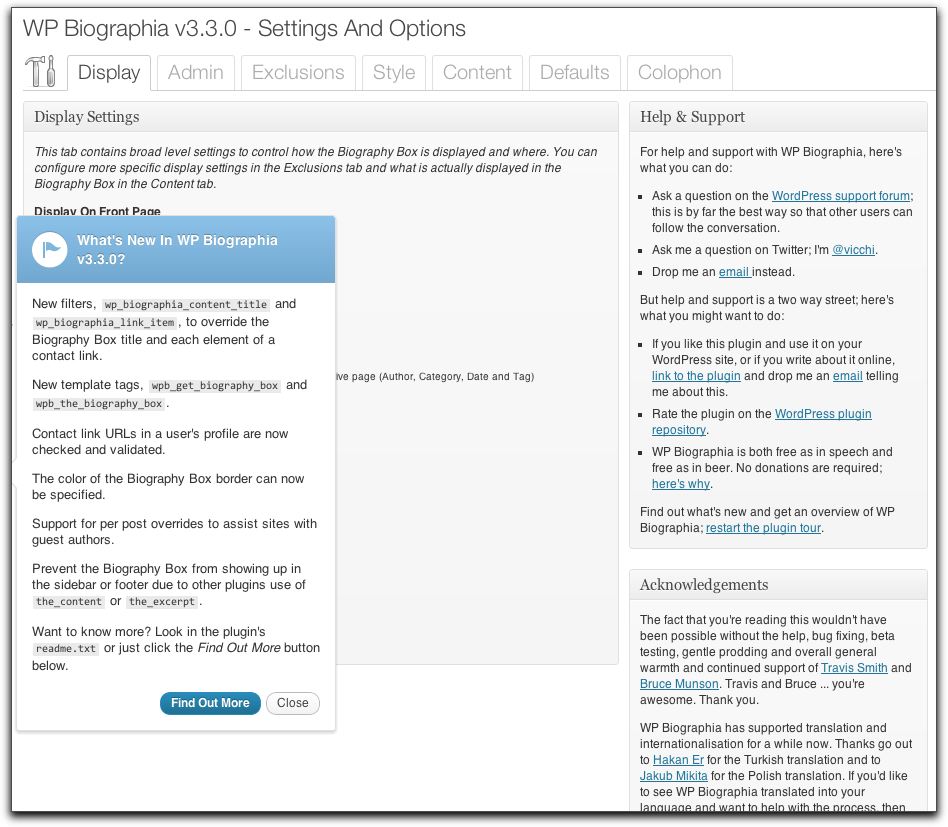 WP Biographia v3.3.0 - Settings And Options
Display
Admin
Exclusions
Style
Content
Defaults
Colophon
Display Settings
This tab contains broad level settings to control how the Biography Box is displayed and where. You can
configure more specific display settings in the Exclusions tab and what is actually displayed in the
Biography Box in the Content tab.
Display On Front Page
What's New In WP Biographia
v3.3.0?
New filters, wp_biographia_content_title and
wp_biographia_link_item, to override the
Biography Box title and each element of a
contact link.
New template tags, wpb_get_biography_box and
wpb_the_biography_box.
Contact link URLs in a user's profile are now
checked and validated.
The color of the Biography Box border can now
be specified.
Support for per post overrides to assist sites with
guest authors.
Prevent the Biography Box from showing up in
the sidebar or footer due to other plugins use of
the_content or the_excerpt.
Want to know more? Look in the plugin's
readme.txt or just click the Find Out More button
below.
Find Out More
Close
ive page (Author, Category, Date and Tag)
Help & Support
For help and support with WP Biographia, here's
what you can do:
Ask a question on the WordPress support forum;
this is by far the best way so that other users can
follow the conversation.
Ask me a question on Twitter; I'm @vicchi.
Drop me an email instead.
But help and support is a two way street; here's
what you might want to do:
If you like this plugin and use it on your
WordPress site, or if you write about it online,
link to the plugin and drop me an email telling
me about this.
Rate the plugin on the WordPress plugin
repository.
WP Biographia is both free as in speech and
free as in beer. No donations are required;
here's why.
Find out what's new and get an overview of WP
Biographia; restart the plugin tour.
Acknowledgements
The fact that you're reading this wouldn't have
been possible without the help, bug fixing, beta
testing, gentle prodding and overall general
warmth and continued support of Travis Smith and
Bruce Munson. Travis and Bruce ... you're
awesome. Thank you.
WP Biographia has supported translation and
internationalisation for a while now. Thanks go out
to Hakan Er for the Turkish translation and to
Jakub Mikita for the Polish translation. If you'd like
to see WP Biographia translated into your
language and want to help with the process, then